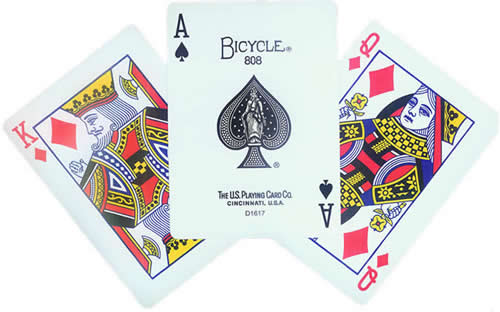 K
A
BICYCLE®
808
®
THE U.S. PLAYING CARD CO.
CINCINNATI, U.S.A.
D1617
A
Q
Q